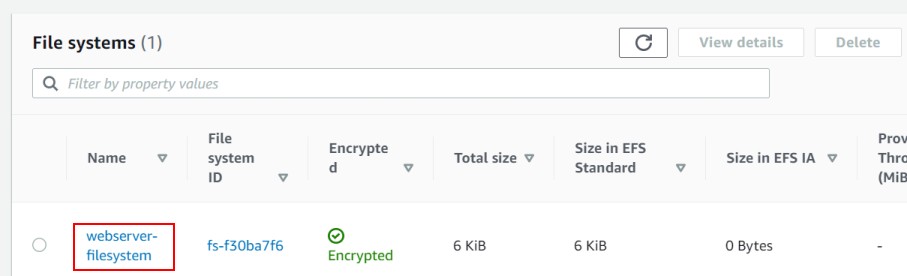 File systems (1)
View details
Delete
Filter by property values
Name
File
system
ID
Encrypte
d
Total size
Size in EFS
Standard
Size in EFS IA
Prov
Thro
(MiB
webserver-
filesystem
fs-f30ba7f6
Encrypted
6 KiB
6 KiB
0 Bytes
-